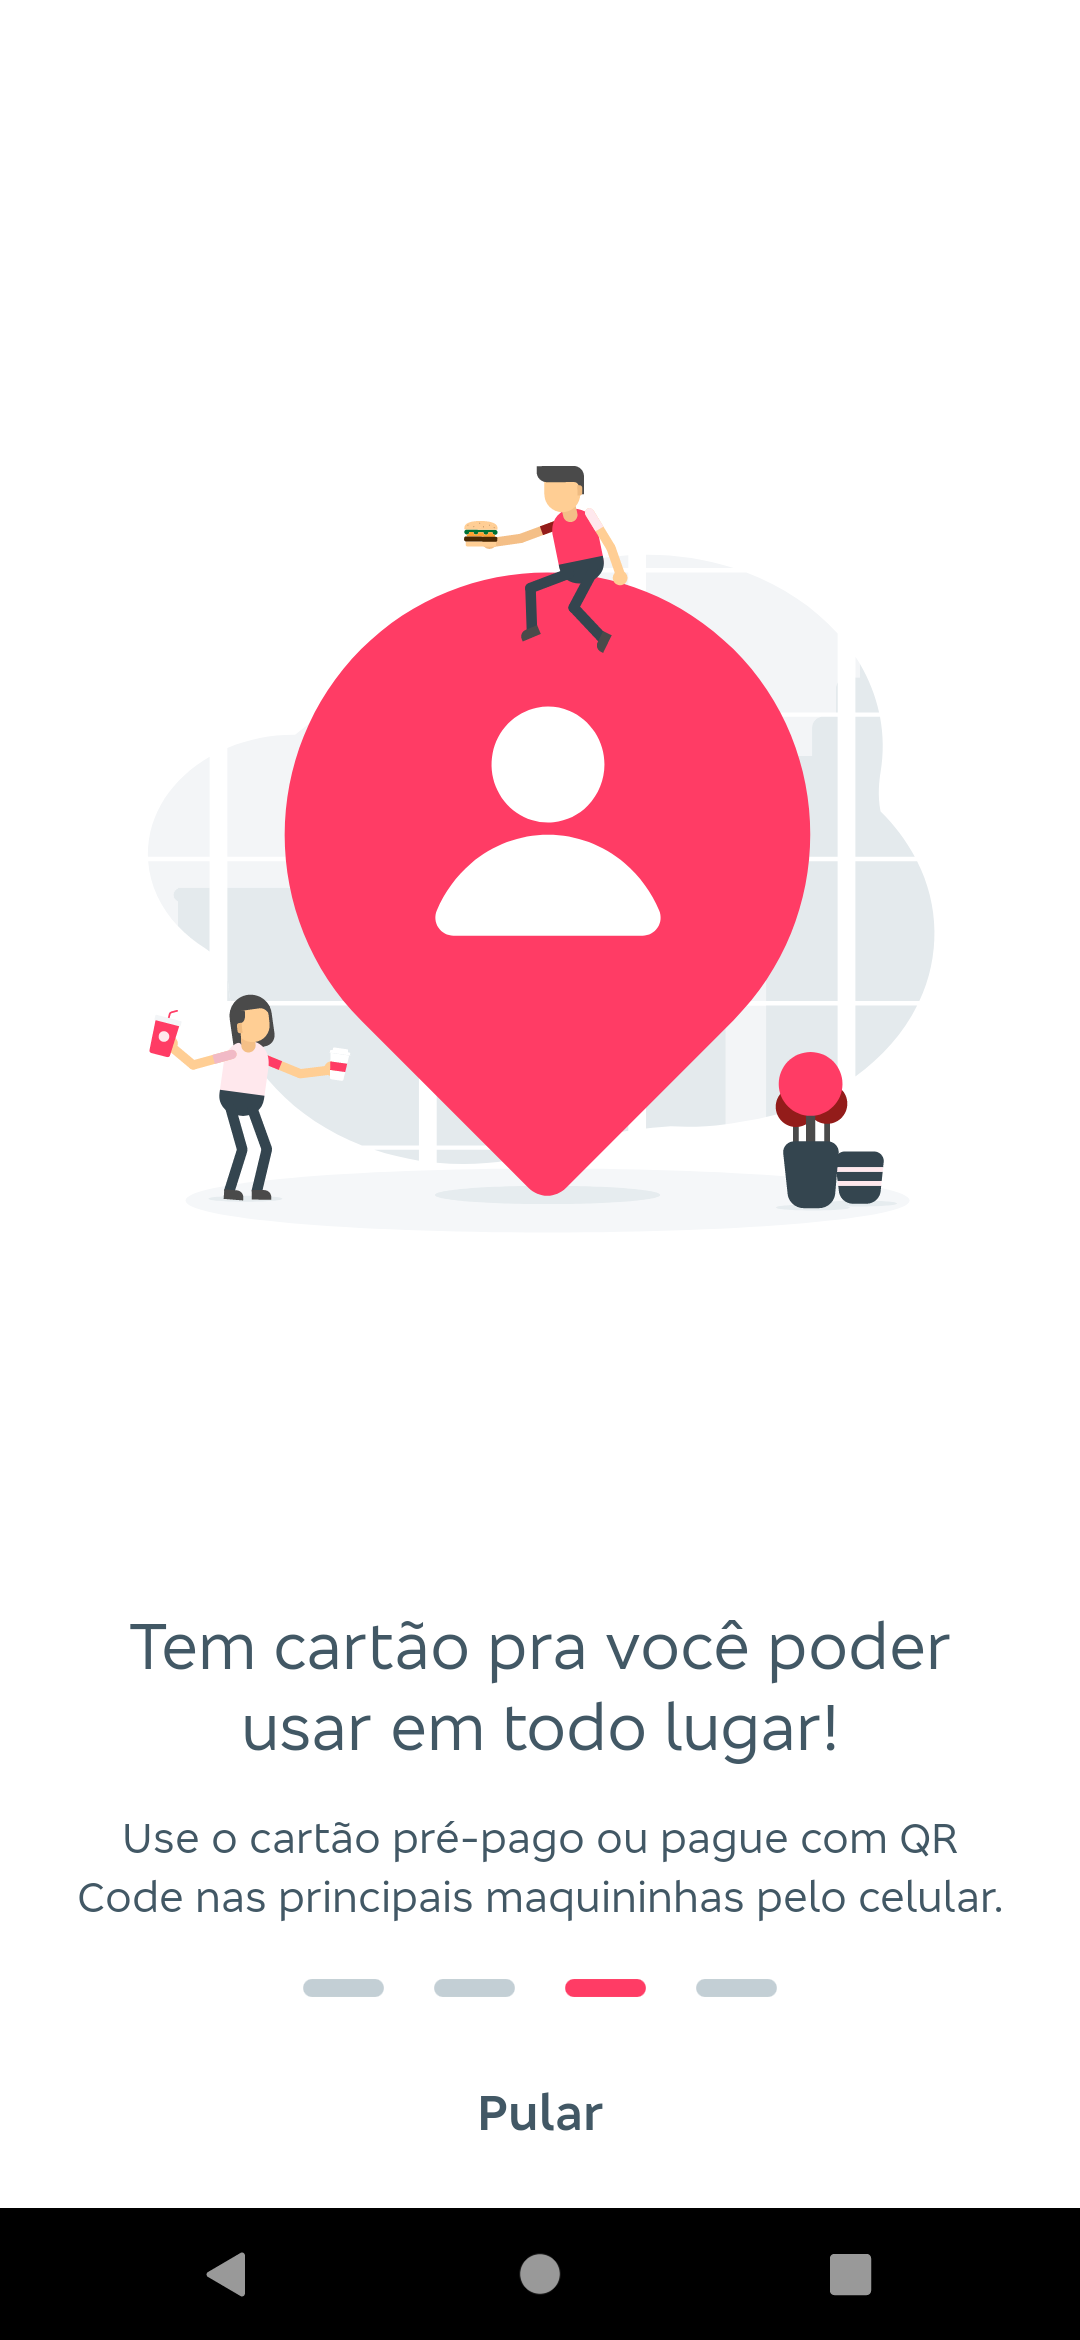 Tem cartão pra você poder
usar em todo lugar!
Use o cartão pré-pago ou pague com QR
Code nas principais maquininhas pelo celular.
Pular